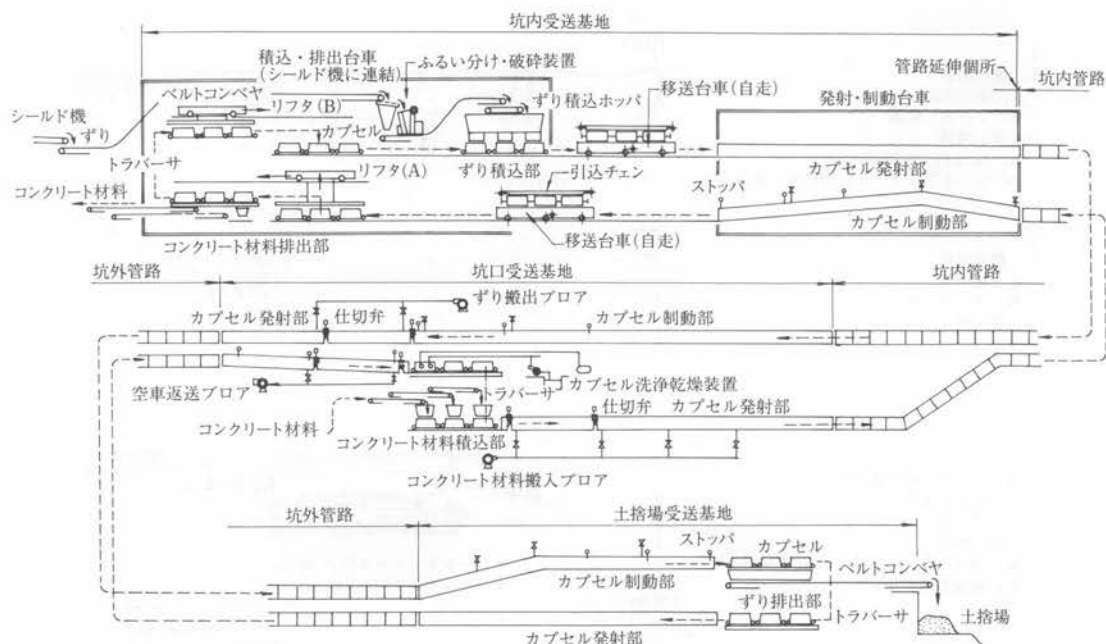 坑内受送基地
積込・排出台車
(シールド機に連結)
ふるい分け・破砕装置
管路延伸個所
坑内管路
ベルトコンベヤ
リフタ(B)
ずり積込ホッパ
移送台車(自走)
発射・制動台車
シールド機
ずり
カプセル
トラバーサ
リフタ(A)
ずり積込部
カプセル発射部
コンクリート材料
引込チェン
ストッパ
カプセル制動部
移送台車(自走)
コンクリート材料排出部
坑外管路
坑口受送基地
坑内管路
ずり搬出ブロア
カプセル発射部
仕切弁
カプセル制動部
空車返送ブロア
カプセル洗浄乾燥装置
トラバーサ
仕切弁
カプセル発射部
コンクリート材料
コンクリート材料積込部
コンクリート材料搬入ブロア
坑外管路
土捨場受送基地
ストッパ
カプセル
カプセル制動部
ベルトコンベヤ
ずり排出部
トラバーサ
土捨場
カプセル発射部